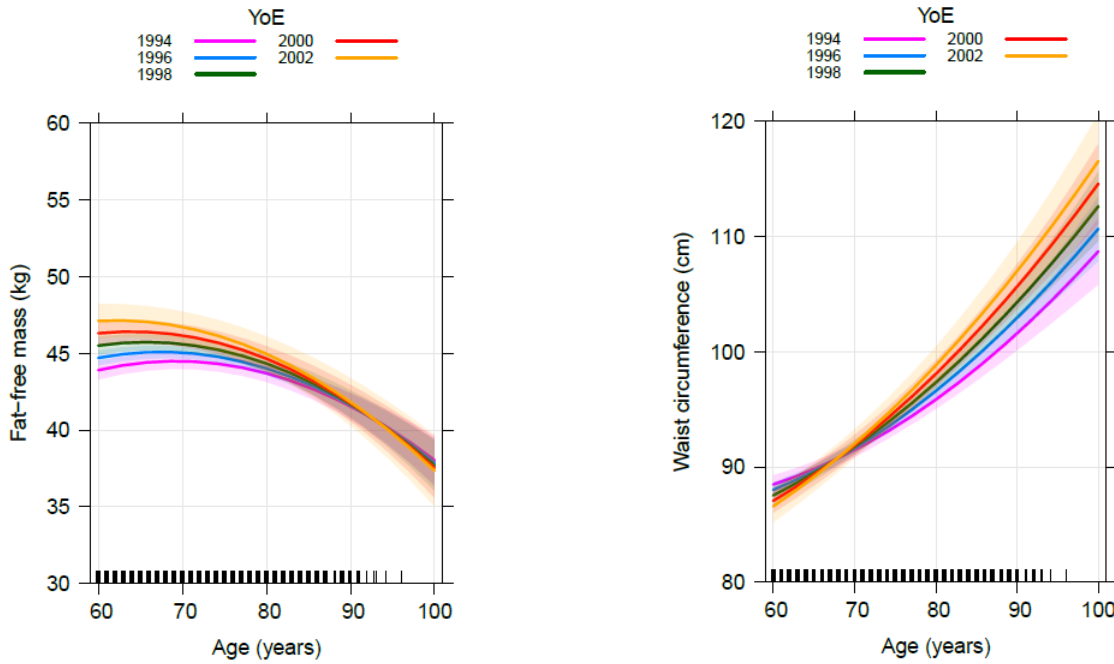 YoE
1994 2000
1996 2002
1998
60
55
50
45
40
35
30
Fat-free mass (kg)
60 70 80 90 100
Age (years)
YoE
1994 2000
1996 2002
1998
120
110
100
90
80
Waist circumference (cm)
60 70 80 90 100
Age (years)